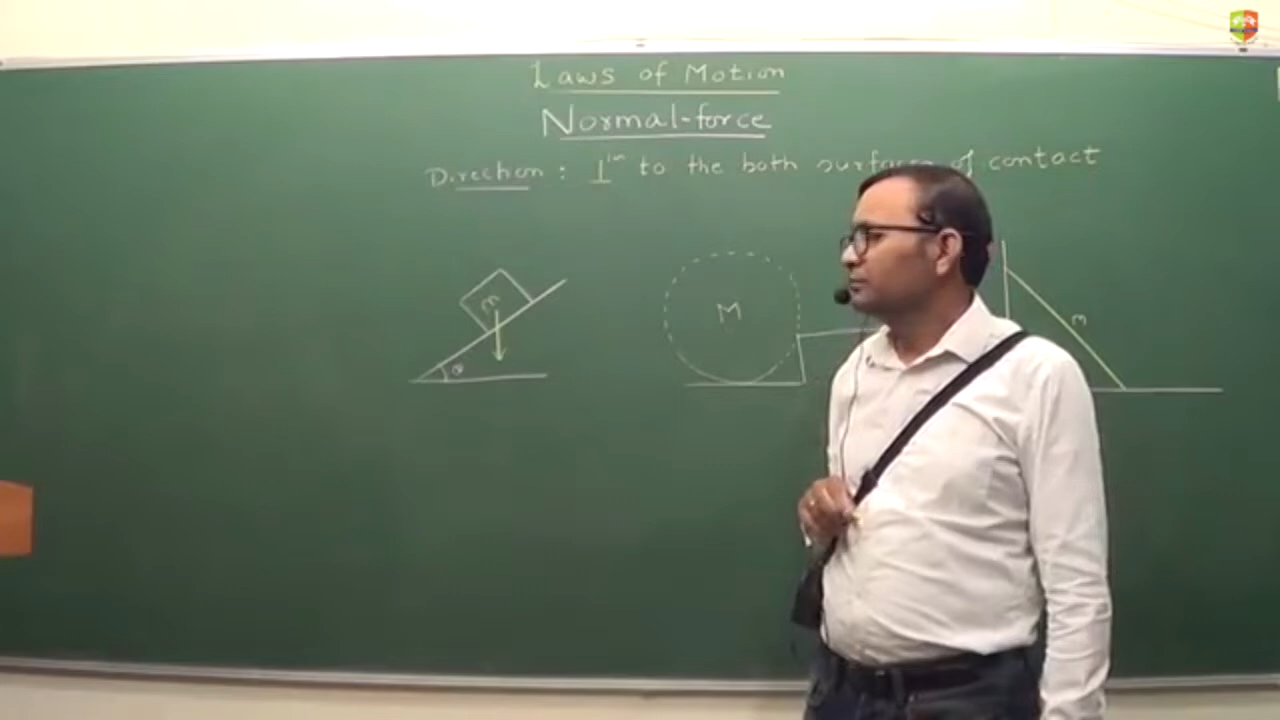 Laws of Motion
Normal-force
Direction : ⊥ʳ to the both surfaces of contact
m
θ
M
m